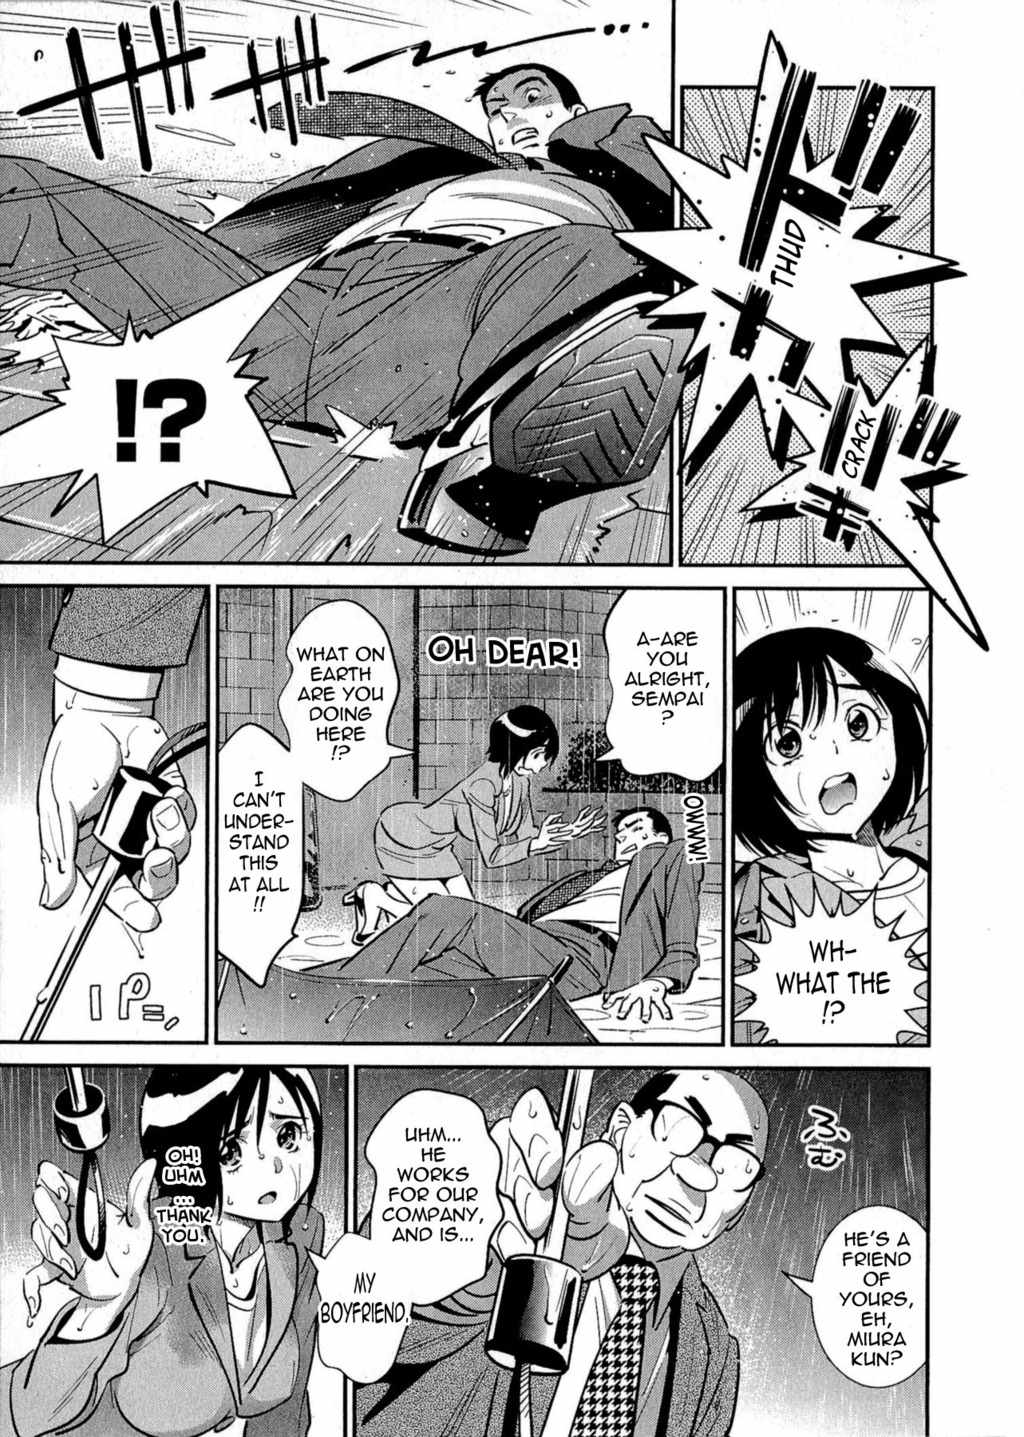 !?
THUD
!!
CRACK
!!
WH-
WHAT THE
!?
A-ARE
YOU
ALRIGHT,
SEMPAI
?
OWWW!
OH DEAR!
WHAT ON
EARTH
ARE YOU
DOING
HERE
!?
I
CAN'T
UNDER-
STAND
THIS
AT ALL
!!
ふむ
HE'S A
FRIEND
OF
YOURS,
EH,
MIURA
KUN?
UHM...
HE
WORKS
FOR OUR
COMPANY,
AND IS...
MY
BOYFRIEND.
OH!
UHM
...
THANK
YOU.